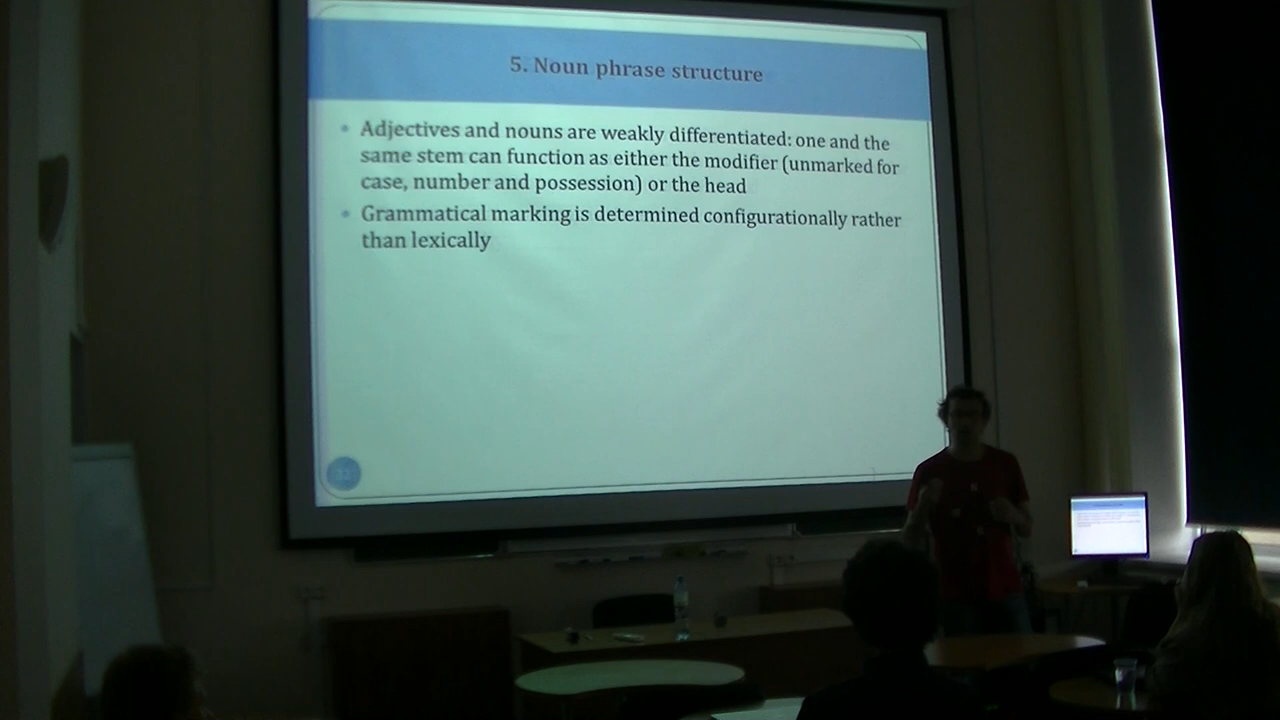 5. Noun phrase structure
Adjectives and nouns are weakly differentiated: one and the
same stem can function as either the modifier (unmarked for
case, number and possession) or the head
Grammatical marking is determined configurationally rather
than lexically